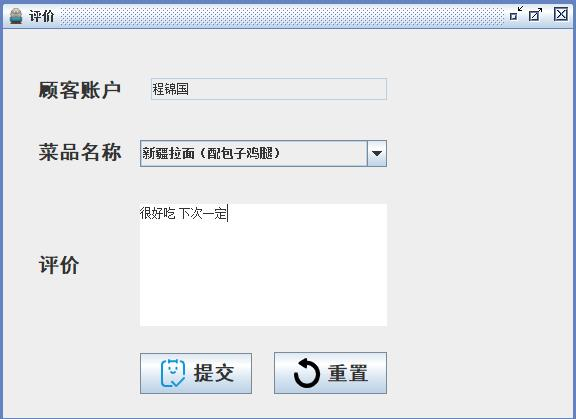 评价
顾客账户 程锦国
菜品名称 新疆拉面（配包子鸡腿）
很好吃 下次一定
评价
提交 重置